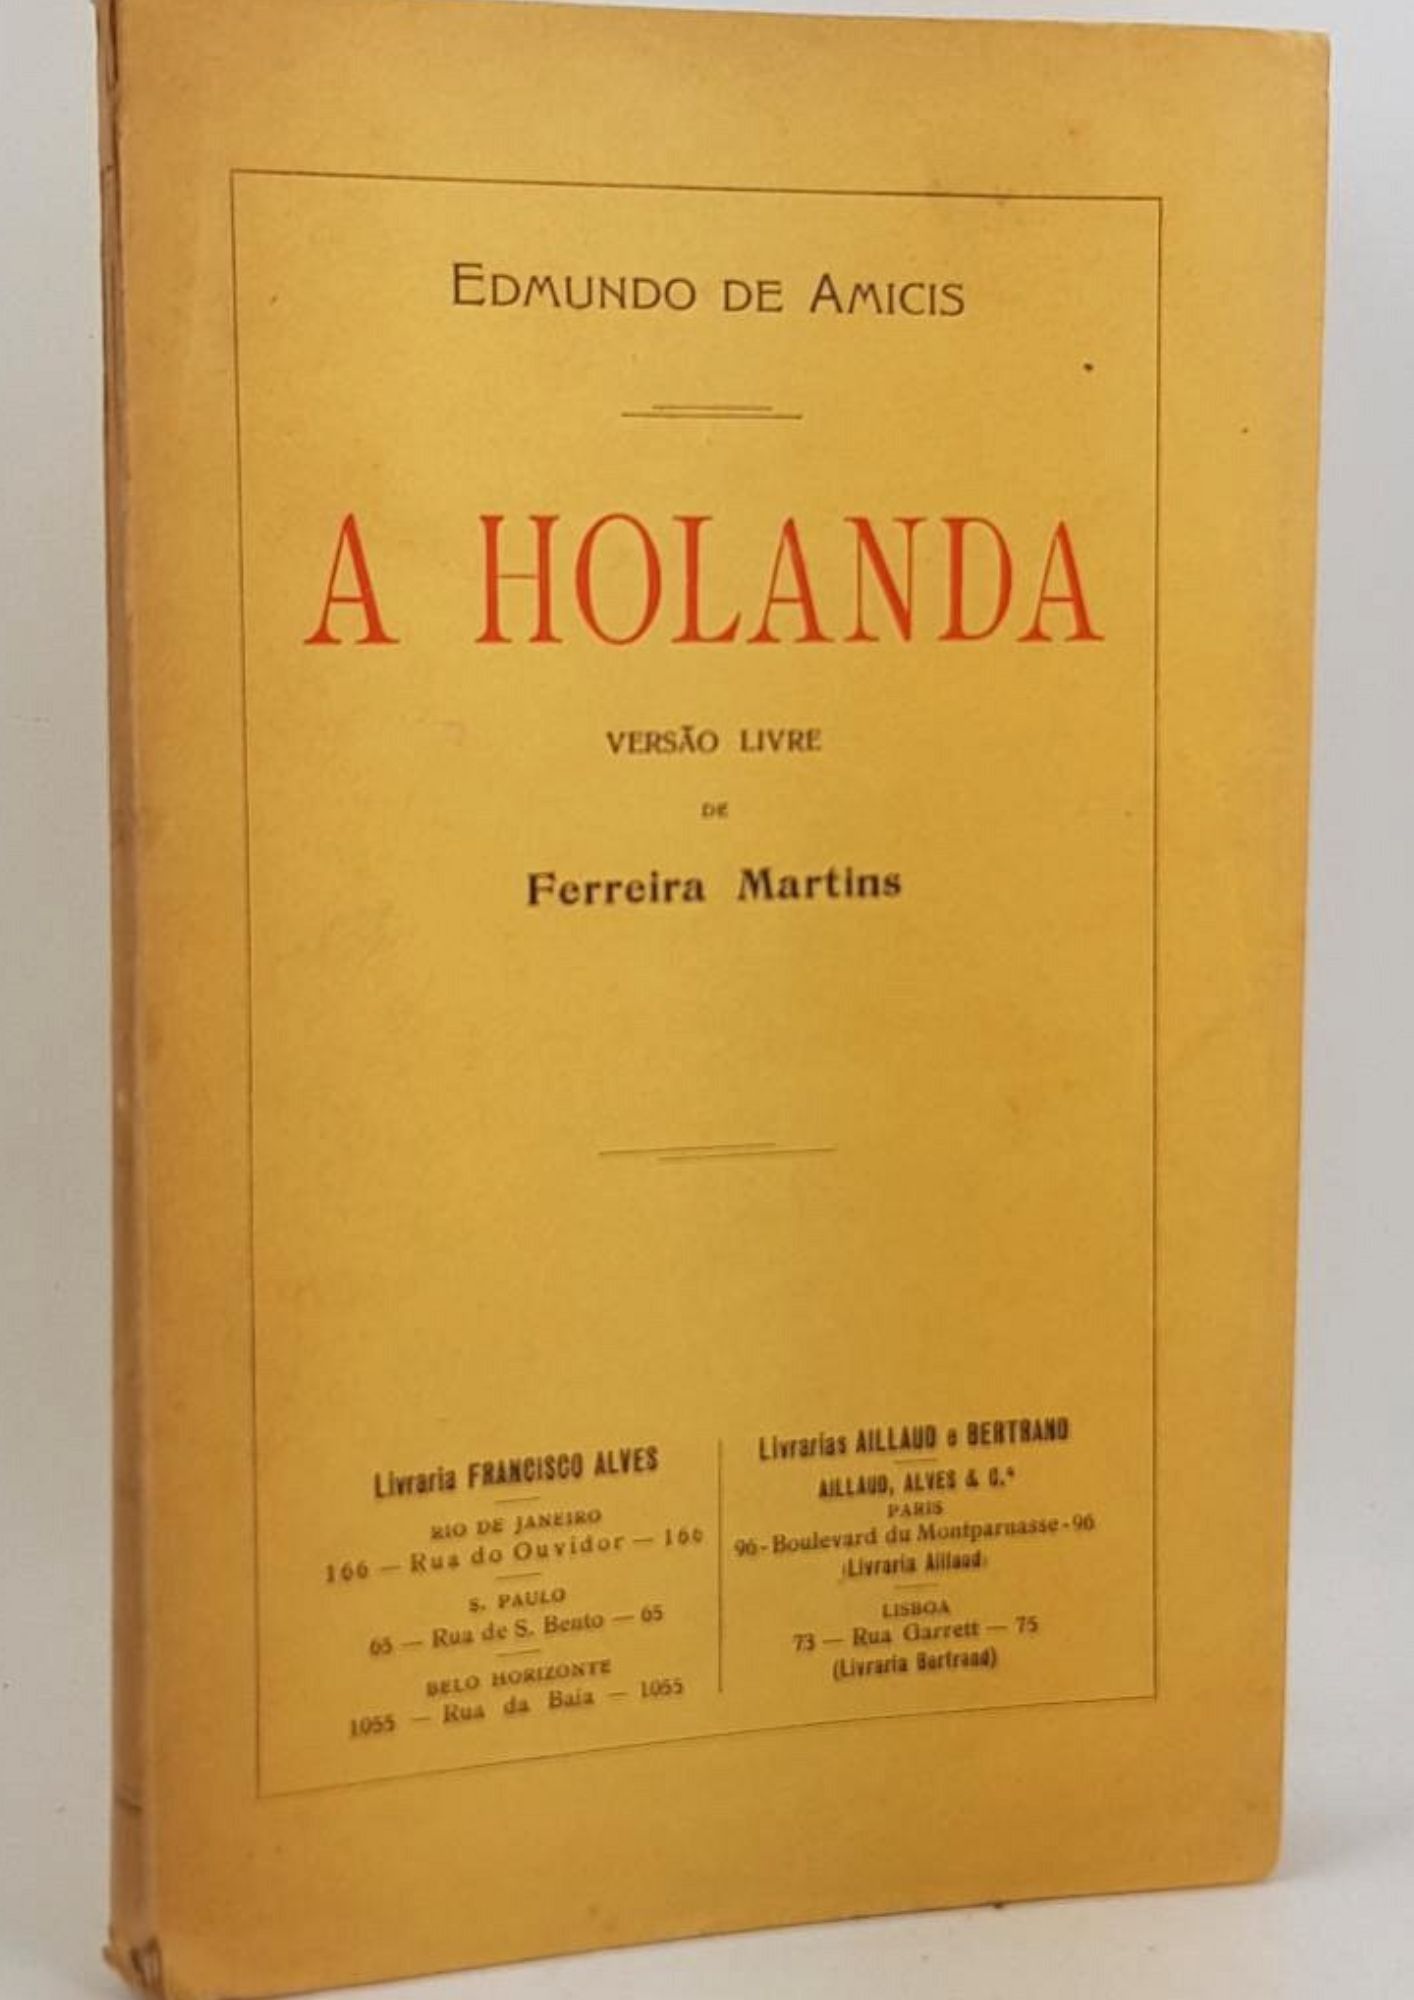 EDMUNDO DE AMICIS
A HOLANDA
VERSÃO LIVRE
DE
Ferreira Martins
Livraria FRANCISCO ALVES
RIO DE JANEIRO
166 — Rua do Ouvidor — 166
S. PAULO
65 — Rua de S. Bento — 65
BELO HORIZONTE
1055 — Rua da Baía — 1055
Livrarias AILLAUD e BERTRAND
AILLAUD, ALVES & C.ª
PARIS
96-Boulevard du Montparnasse-96
(Livraria Aillaud)
LISBOA
73 — Rua Garrett — 75
(Livraria Bertrand)